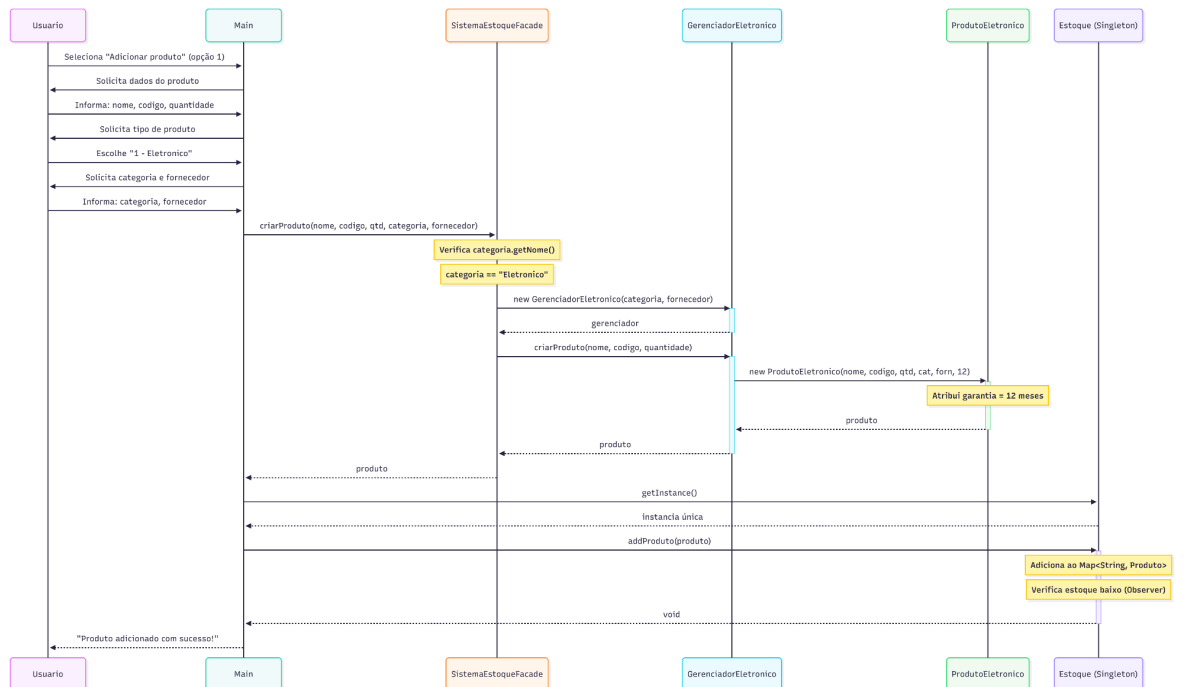 Usuario
Main
SistemaEstoqueFacade
GerenciadorEletronico
ProdutoEletronico
Estoque (Singleton)
Seleciona "Adicionar produto" (opção 1)
Solicita dados do produto
Informa: nome, codigo, quantidade
Solicita tipo de produto
Escolhe "1 - Eletronico"
Solicita categoria e fornecedor
Informa: categoria, fornecedor
criarProduto(nome, codigo, qtd, categoria, fornecedor)
Verifica categoria.getNome()
categoria == "Eletronico"
new GerenciadorEletronico(categoria, fornecedor)
gerenciador
criarProduto(nome, codigo, quantidade)
new ProdutoEletronico(nome, codigo, qtd, cat, forn, 12)
Atribui garantia = 12 meses
produto
produto
produto
getInstance()
instancia única
addProduto(produto)
Adiciona ao Map<String, Produto>
Verifica estoque baixo (Observer)
void
"Produto adicionado com sucesso!"
Usuario
Main
SistemaEstoqueFacade
GerenciadorEletronico
ProdutoEletronico
Estoque (Singleton)